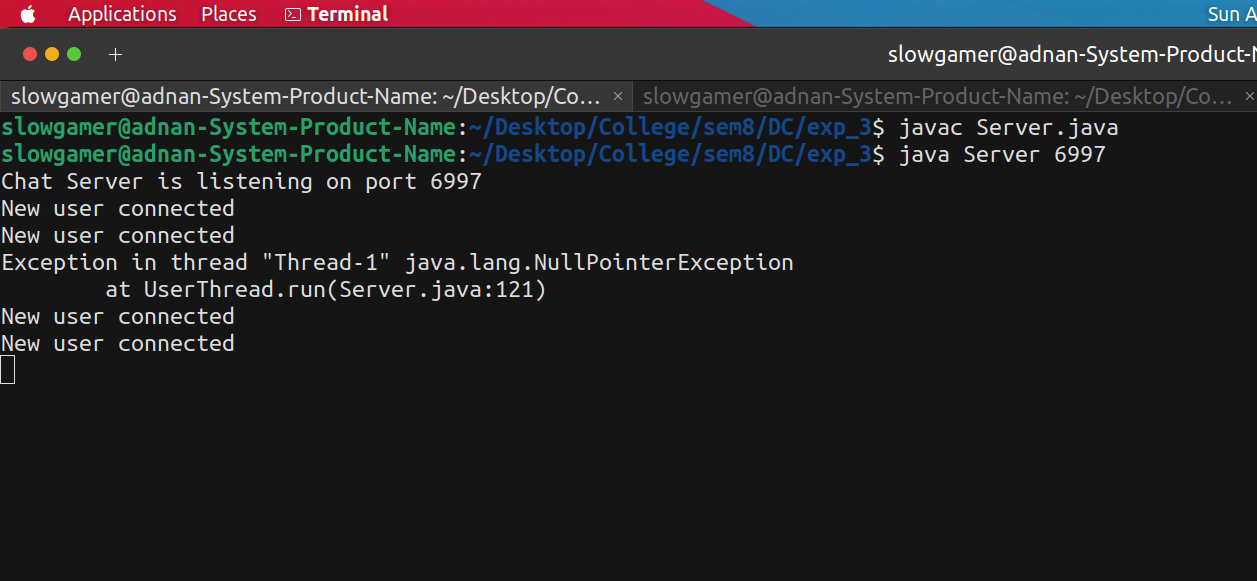 Applications Places Terminal Sun A
slowgamer@adnan-System-Product-
slowgamer@adnan-System-Product-Name: ~/Desktop/Co... × slowgamer@adnan-System-Product-Name: ~/Desktop/Co... ×
slowgamer@adnan-System-Product-Name:~/Desktop/College/sem8/DC/exp_3$ javac Server.java
slowgamer@adnan-System-Product-Name:~/Desktop/College/sem8/DC/exp_3$ java Server 6997
Chat Server is listening on port 6997
New user connected
New user connected
Exception in thread "Thread-1" java.lang.NullPointerException
        at UserThread.run(Server.java:121)
New user connected
New user connected